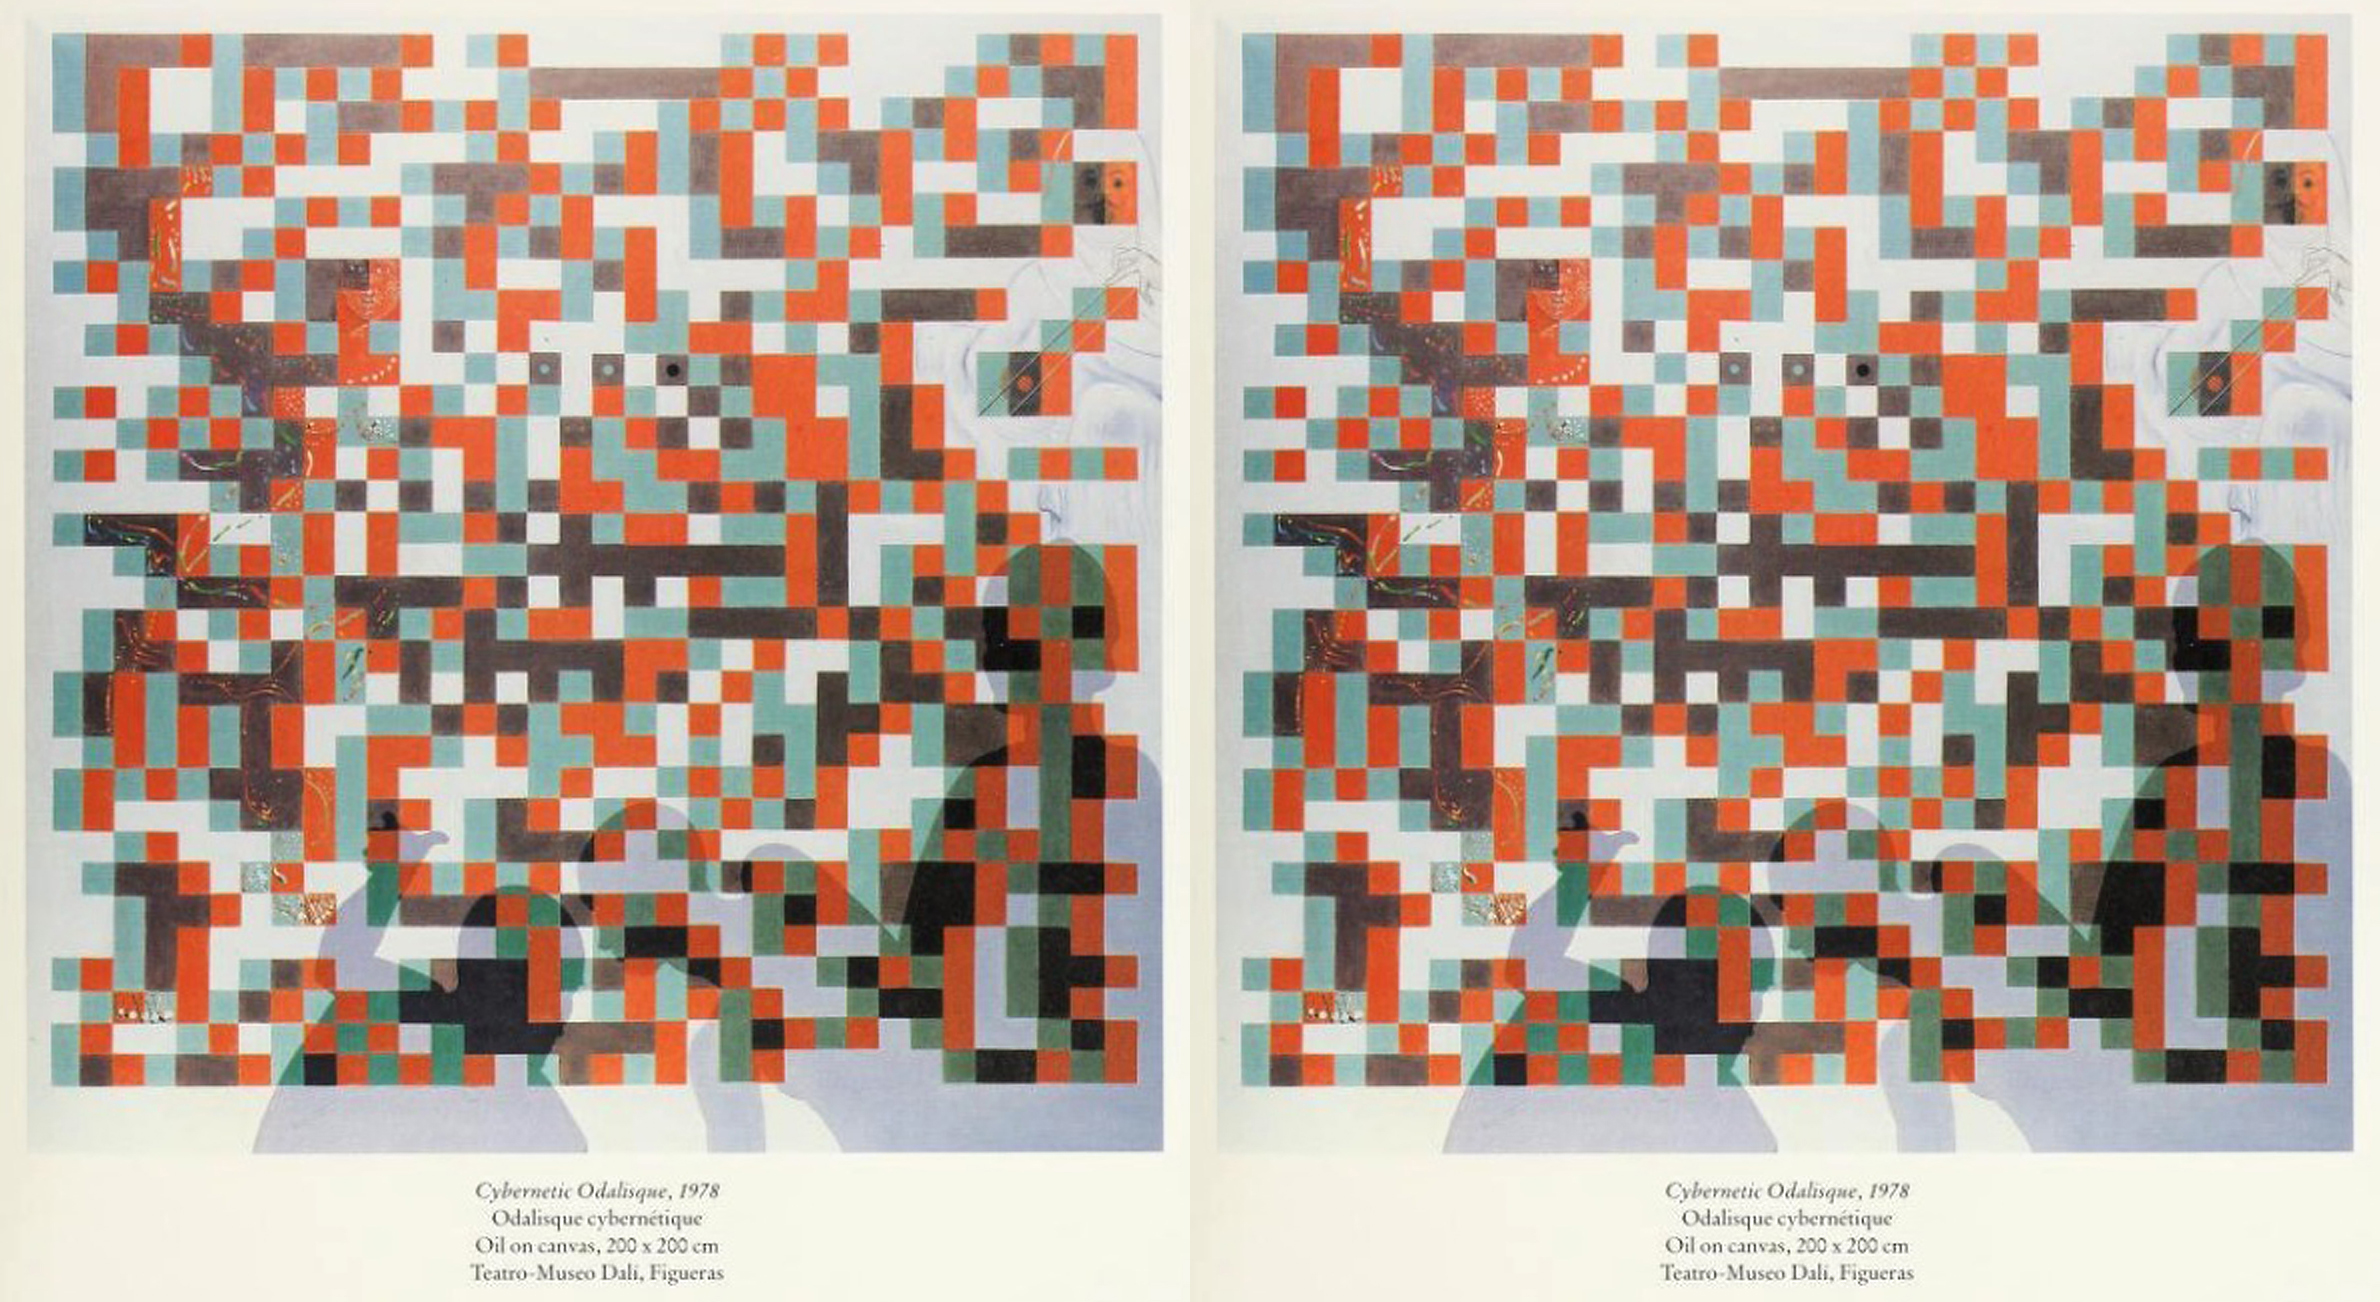 Cybernetic Odalisque, 1978
Odalisque cybernétique
Oil on canvas, 200 x 200 cm
Teatro-Museo Dalí, Figueras
Cybernetic Odalisque, 1978
Odalisque cybernétique
Oil on canvas, 200 x 200 cm
Teatro-Museo Dalí, Figueras